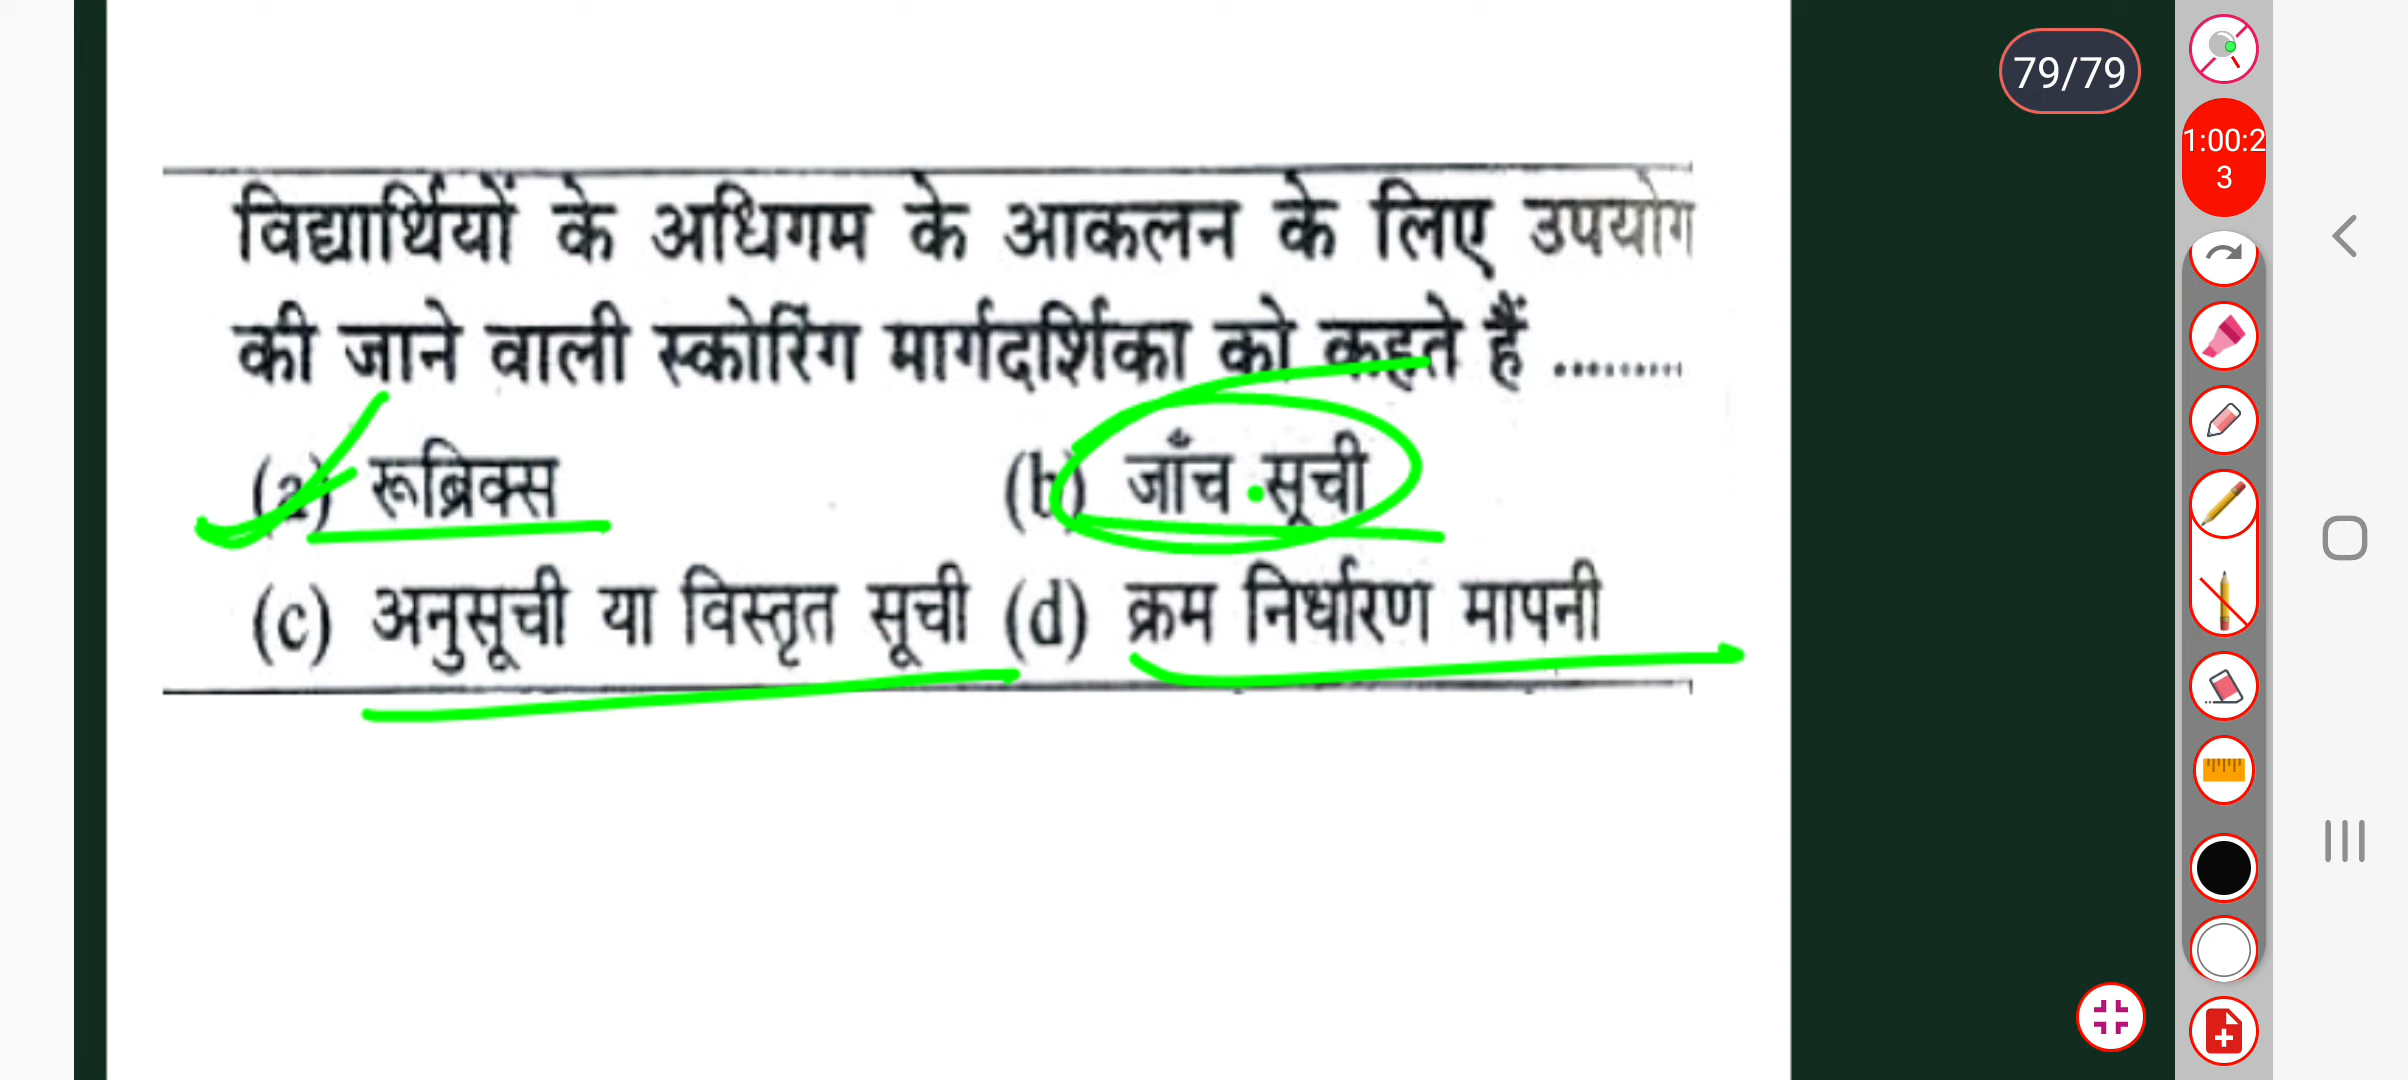 79/79
1:00:2
3
विद्यार्थियों के अधिगम के आकलन के लिए उपयोग
की जाने वाली स्कोरिंग मार्गदर्शिका को कहते हैं .........
(a) रूब्रिक्स (b) जाँच सूची
(c) अनुसूची या विस्तृत सूची (d) क्रम निर्धारण मापनी